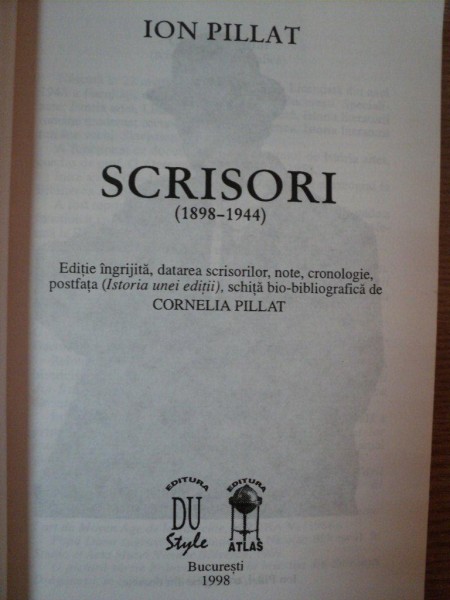 ION PILLAT
SCRISORI
(1898-1944)
Ediție îngrijită, datarea scrisorilor, note, cronologie,
postfața (Istoria unei ediții), schiță bio-bibliografică de
CORNELIA PILLAT
EDITURA
DU
Style
EDITURA
ATLAS
București
1998